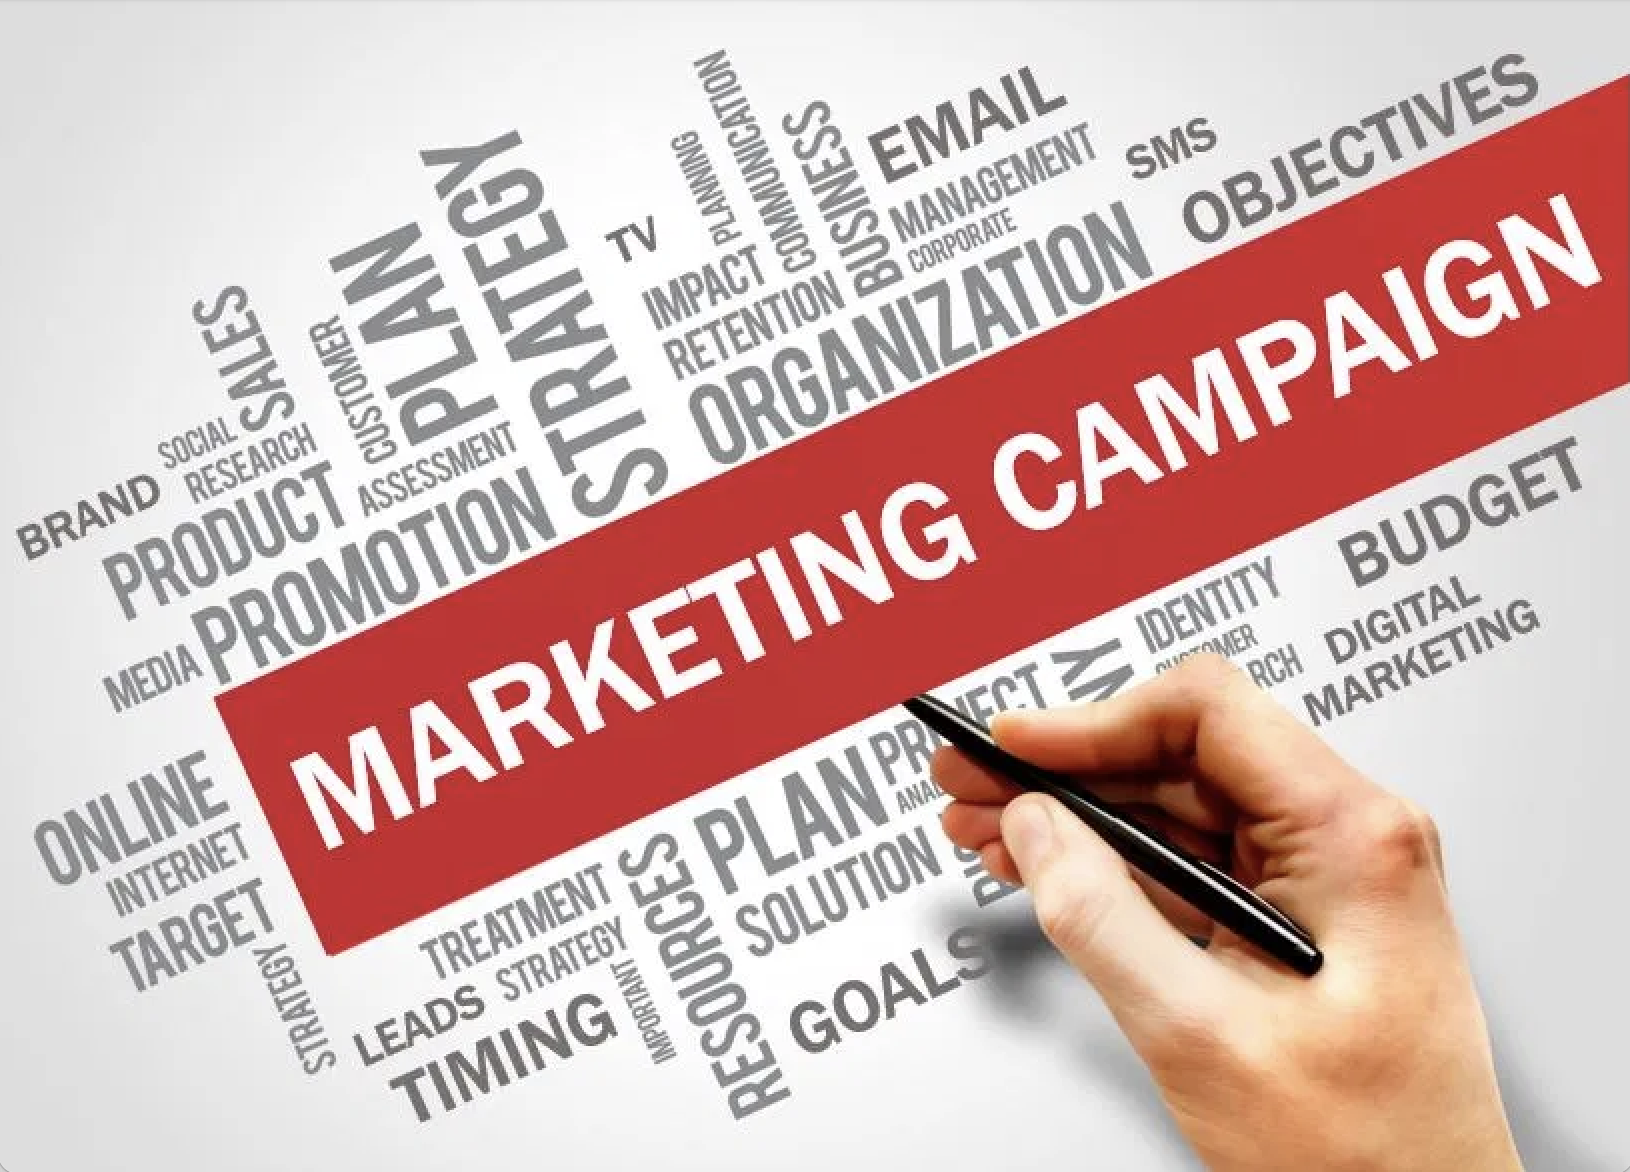 COMMUNICATION
PLANNING
BUSINESS
EMAIL
MANAGEMENT
CORPORATE
SMS
OBJECTIVES
STRATEGY
PLAN
TV
IMPACT
RETENTION
ORGANIZATION
SALES
CUSTOMER
SOCIAL
RESEARCH
ASSESSMENT
BRAND
PRODUCT
PROMOTION
MEDIA
MARKETING CAMPAIGN
BUDGET
IDENTITY
CUSTOMER
DIGITAL
MARKETING
PROJECT
PLAN
SOLUTION
ONLINE
INTERNET
TARGET
STRATEGY
TREATMENT
STRATEGY
RESOURCES
LEADS
TIMING
IMPORTANT
GOALS